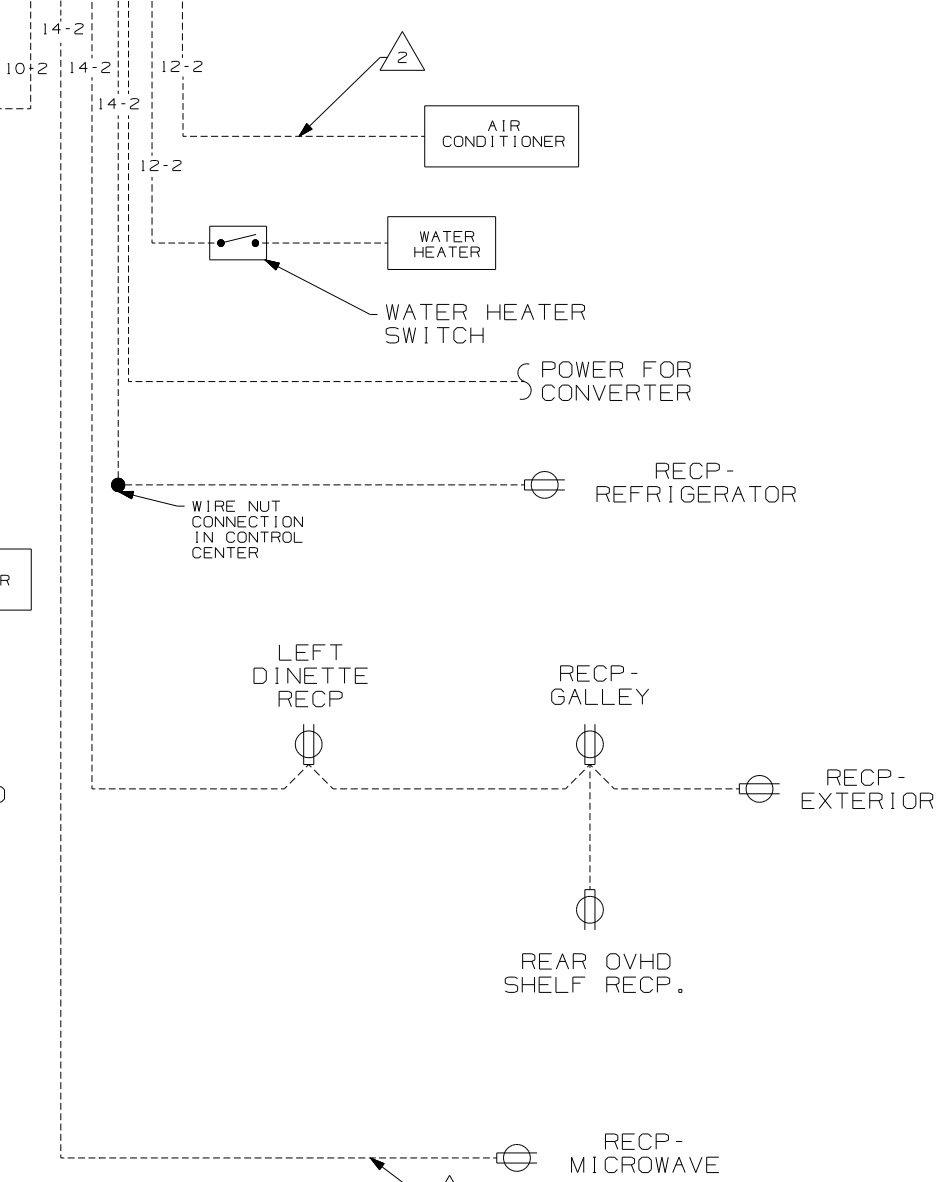 14-2
10-2
14-2
12-2
2
14-2
AIR
CONDITIONER
12-2
WATER
HEATER
WATER HEATER
SWITCH
POWER FOR
CONVERTER
RECP-
REFRIGERATOR
WIRE NUT
CONNECTION
IN CONTROL
CENTER
R
LEFT
DINETTE
RECP
RECP-
GALLEY
RECP-
EXTERIOR
REAR OVHD
SHELF RECP.
RECP-
MICROWAVE